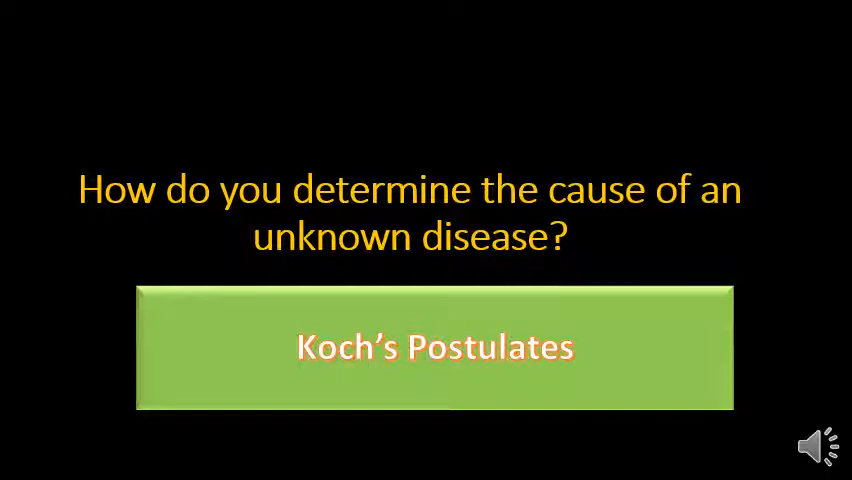 How do you determine the cause of an
unknown disease?
Koch’s Postulates